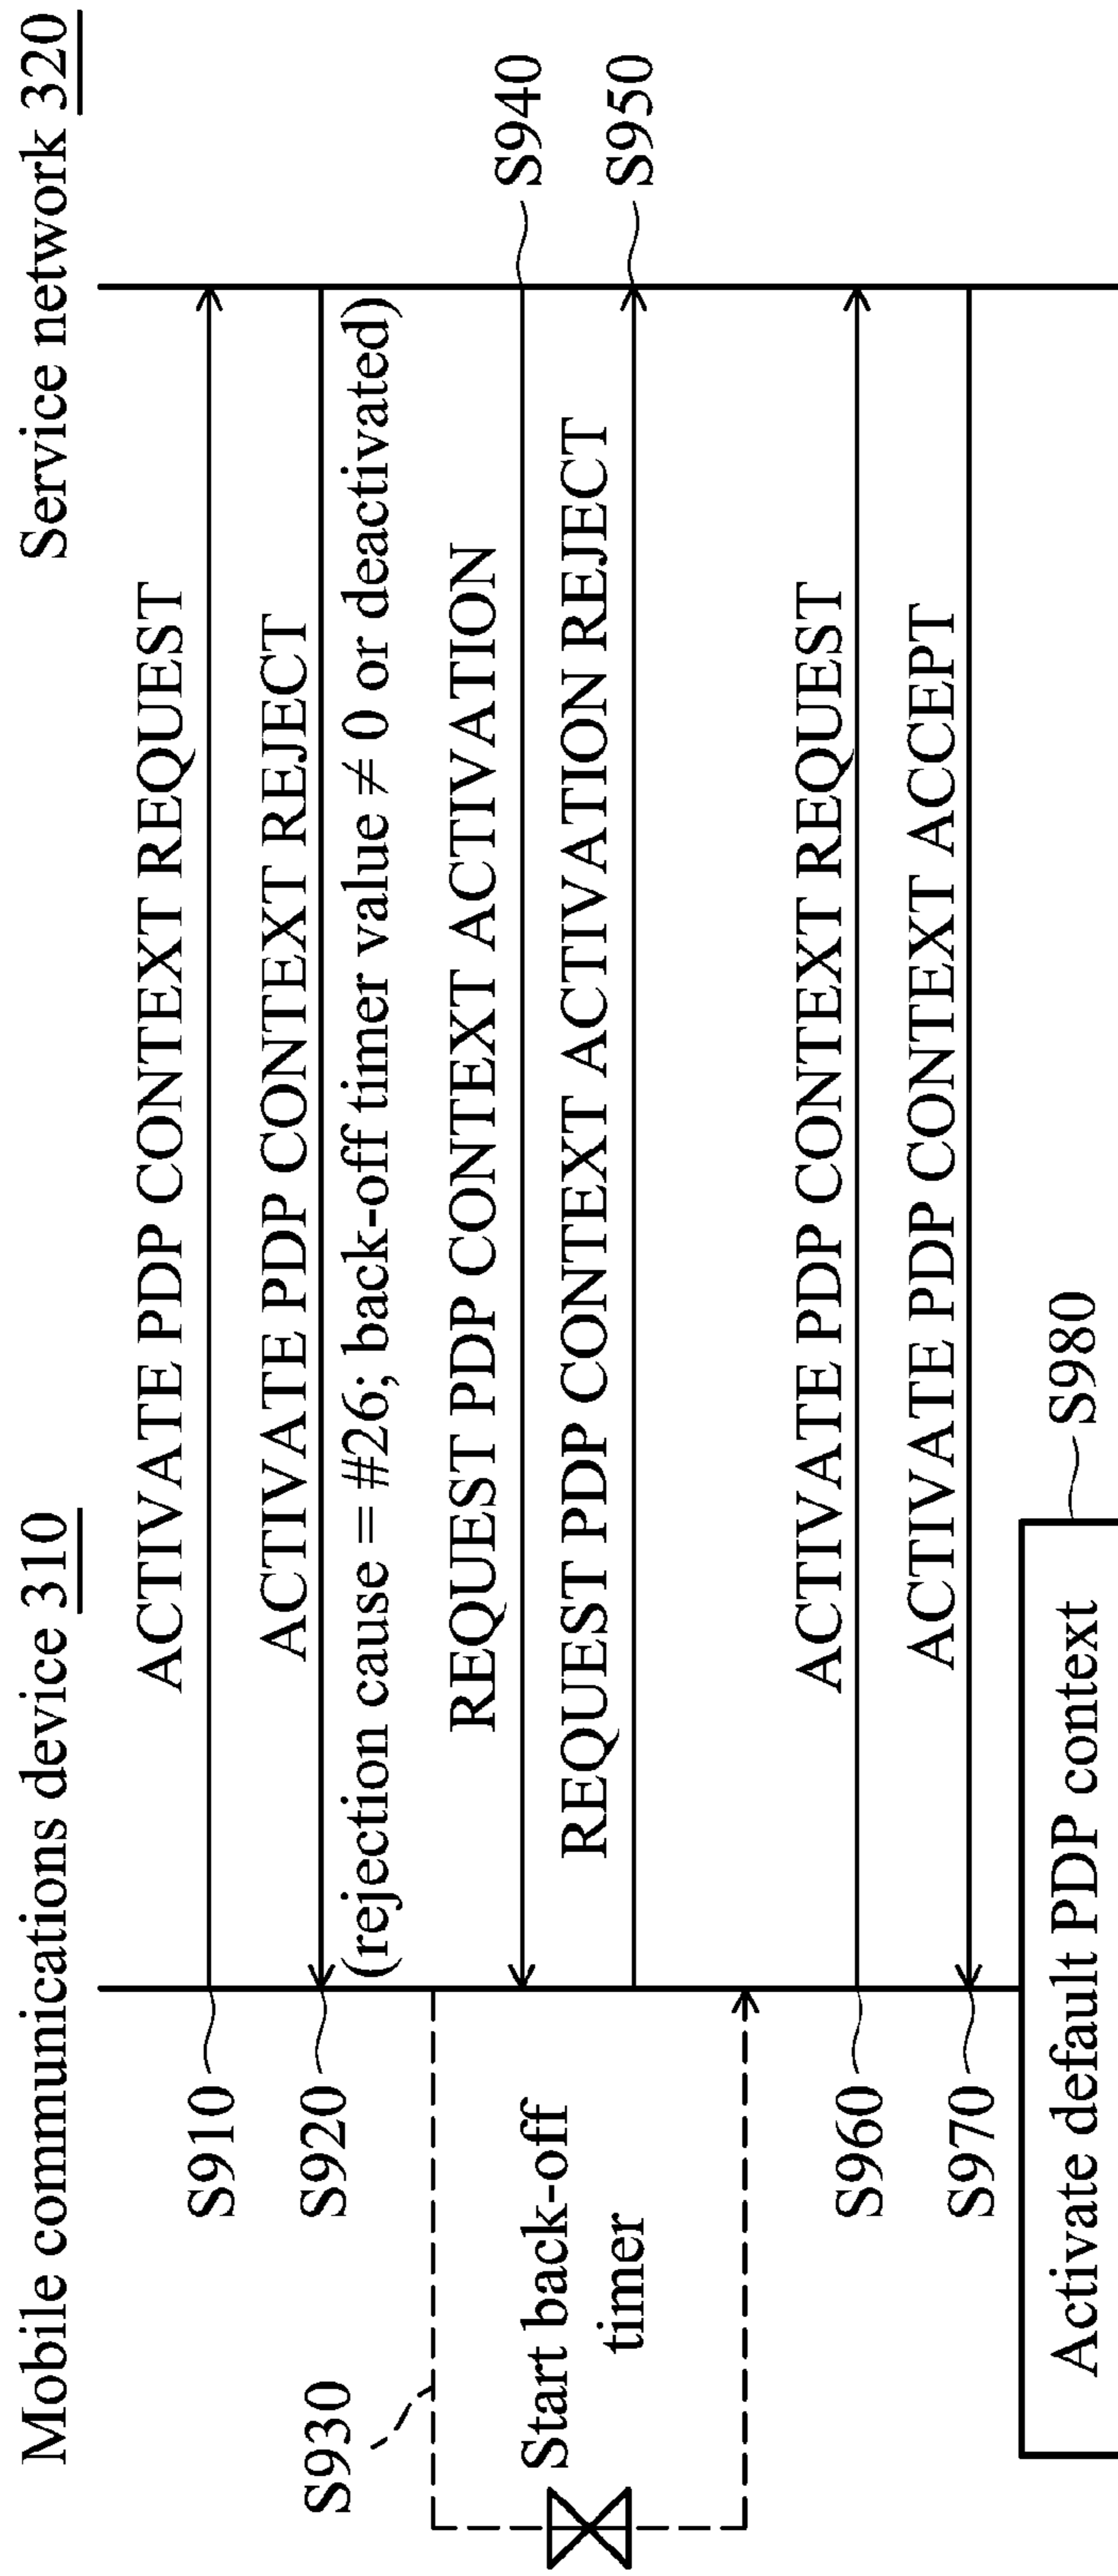 Mobile communications device 310
Service network 320
S910
ACTIVATE PDP CONTEXT REQUEST
S920
ACTIVATE PDP CONTEXT REJECT
(rejection cause = #26; back-off timer value ≠ 0 or deactivated)
S930
Start back-off
timer
REQUEST PDP CONTEXT ACTIVATION
S940
REQUEST PDP CONTEXT ACTIVATION REJECT
S950
S960
ACTIVATE PDP CONTEXT REQUEST
S970
ACTIVATE PDP CONTEXT ACCEPT
S980
Activate default PDP context